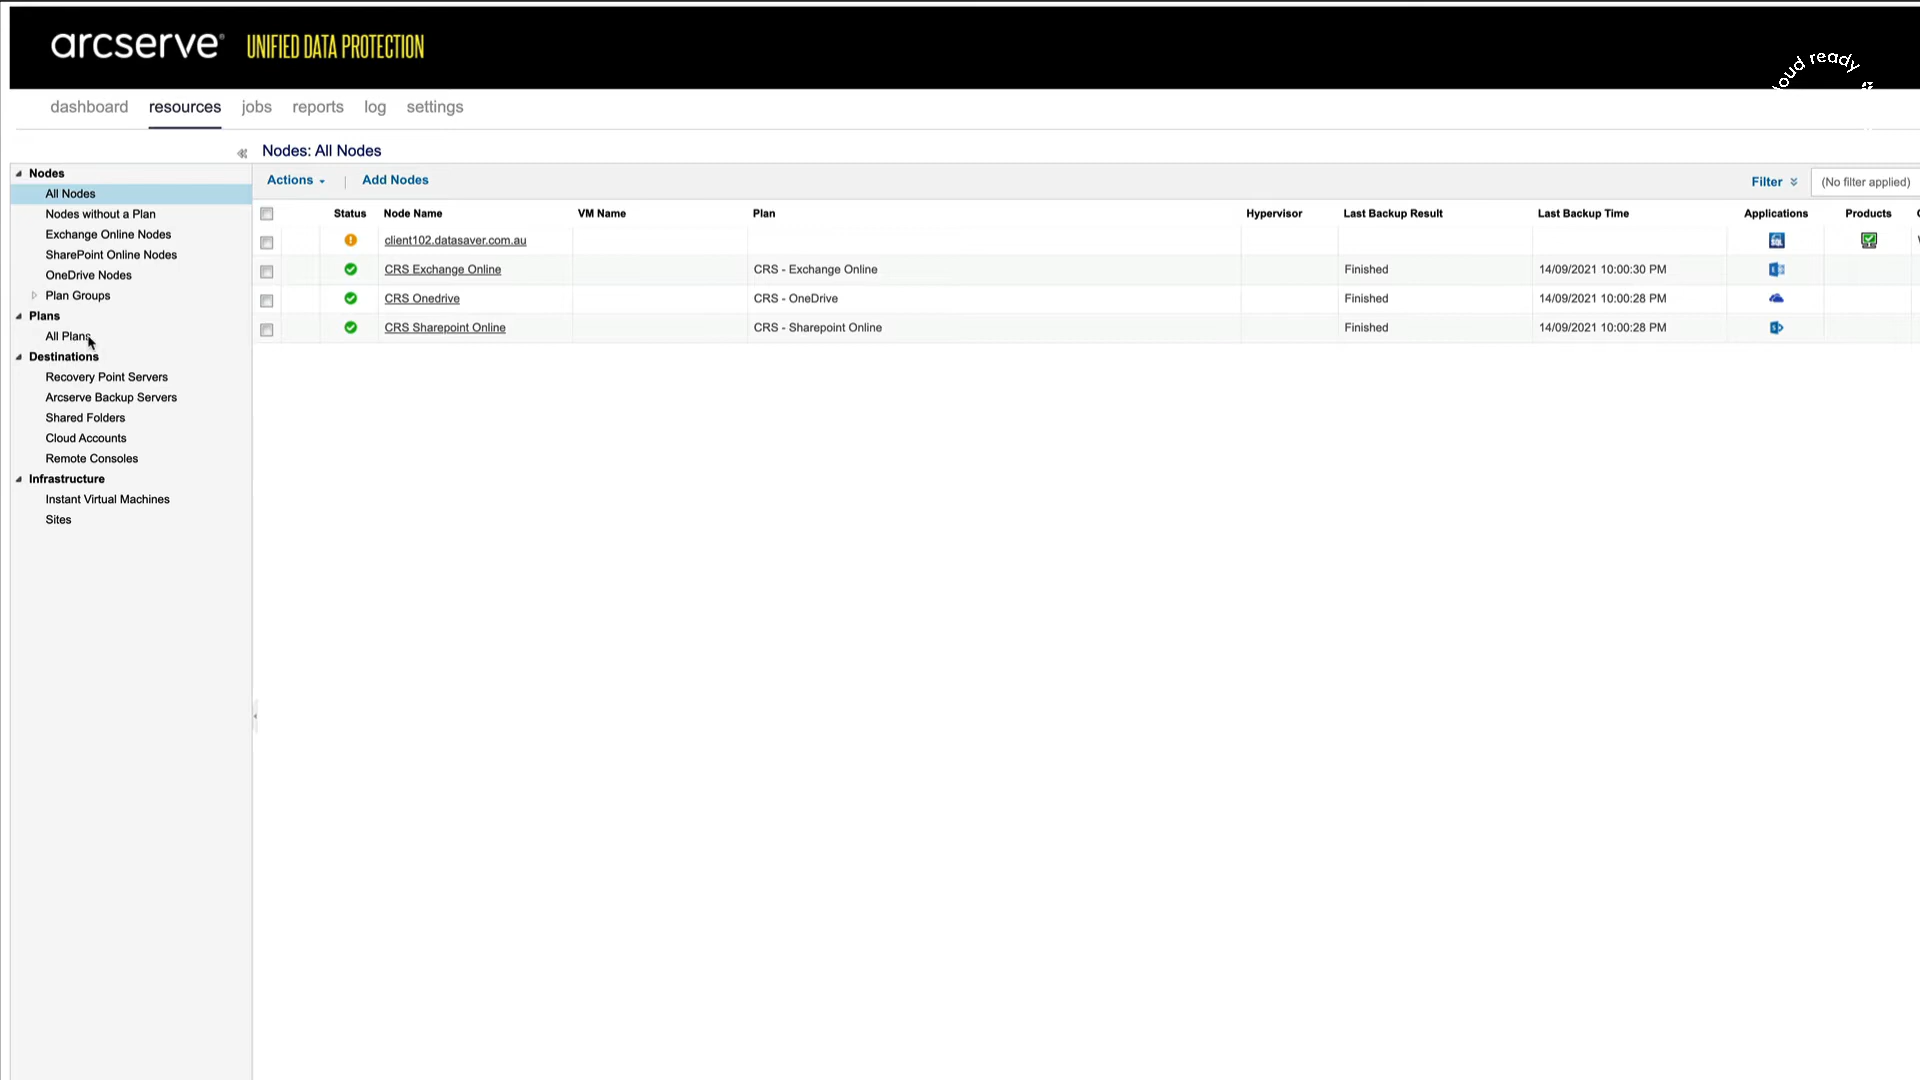 arcserve® UNIFIED DATA PROTECTION
oud ready
dashboard resources jobs reports log settings
Nodes: All Nodes
Nodes
All Nodes
Nodes without a Plan
Exchange Online Nodes
SharePoint Online Nodes
OneDrive Nodes
Plan Groups
Plans
All Plans
Destinations
Recovery Point Servers
Arcserve Backup Servers
Shared Folders
Cloud Accounts
Remote Consoles
Infrastructure
Instant Virtual Machines
Sites
Actions | Add Nodes Filter (No filter applied)
Status Node Name VM Name Plan Hypervisor Last Backup Result Last Backup Time Applications Products
client102.datasaver.com.au SQL
CRS Exchange Online CRS - Exchange Online Finished 14/09/2021 10:00:30 PM
CRS Onedrive CRS - OneDrive Finished 14/09/2021 10:00:28 PM
CRS Sharepoint Online CRS - Sharepoint Online Finished 14/09/2021 10:00:28 PM